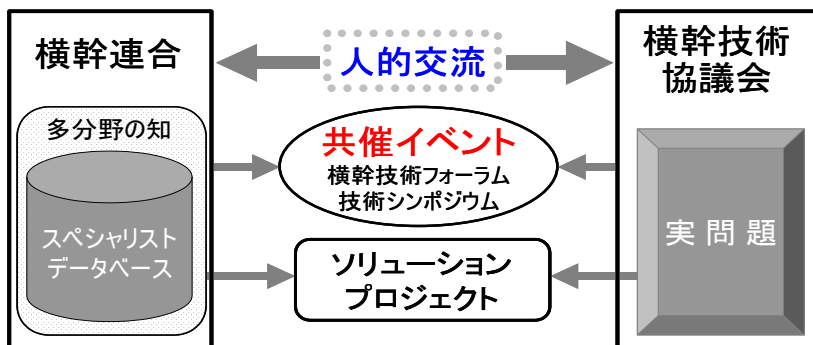 横幹連合
人的交流
横幹技術
協議会
多分野の知
共催イベント
横幹技術フォーラム
技術シンポジウム
スペシャリスト
データベース
実問題
ソリューション
プロジェクト